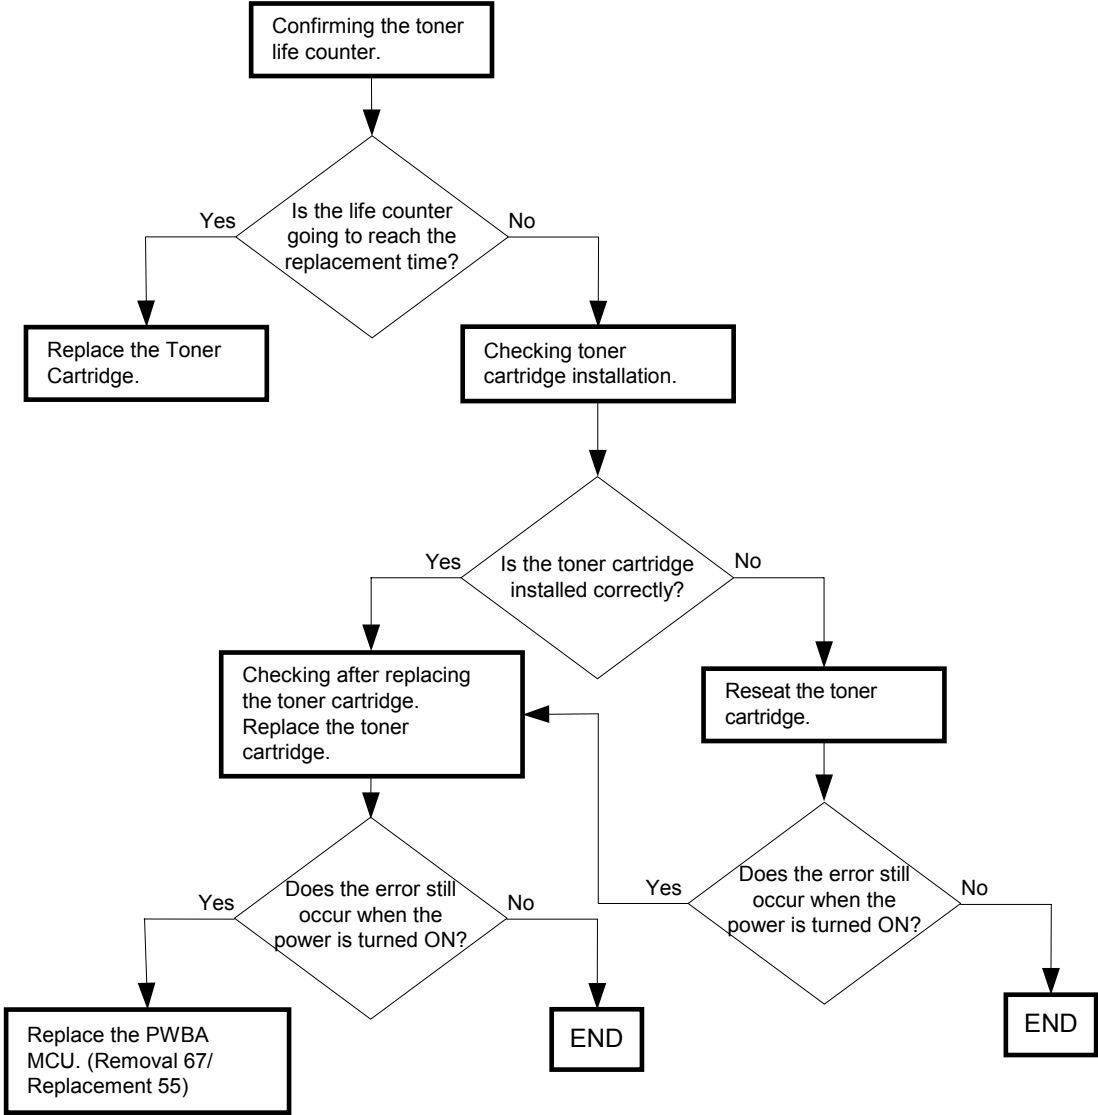 Confirming the toner
life counter.
Is the life counter
going to reach the
replacement time?
Yes
No
Replace the Toner
Cartridge.
Checking toner
cartridge installation.
Is the toner cartridge
installed correctly?
Yes
No
Checking after replacing
the toner cartridge.
Replace the toner
cartridge.
Reseat the toner
cartridge.
Does the error still
occur when the
power is turned ON?
Yes
No
Does the error still
occur when the
power is turned ON?
Yes
No
Replace the PWBA
MCU. (Removal 67/
Replacement 55)
END
END